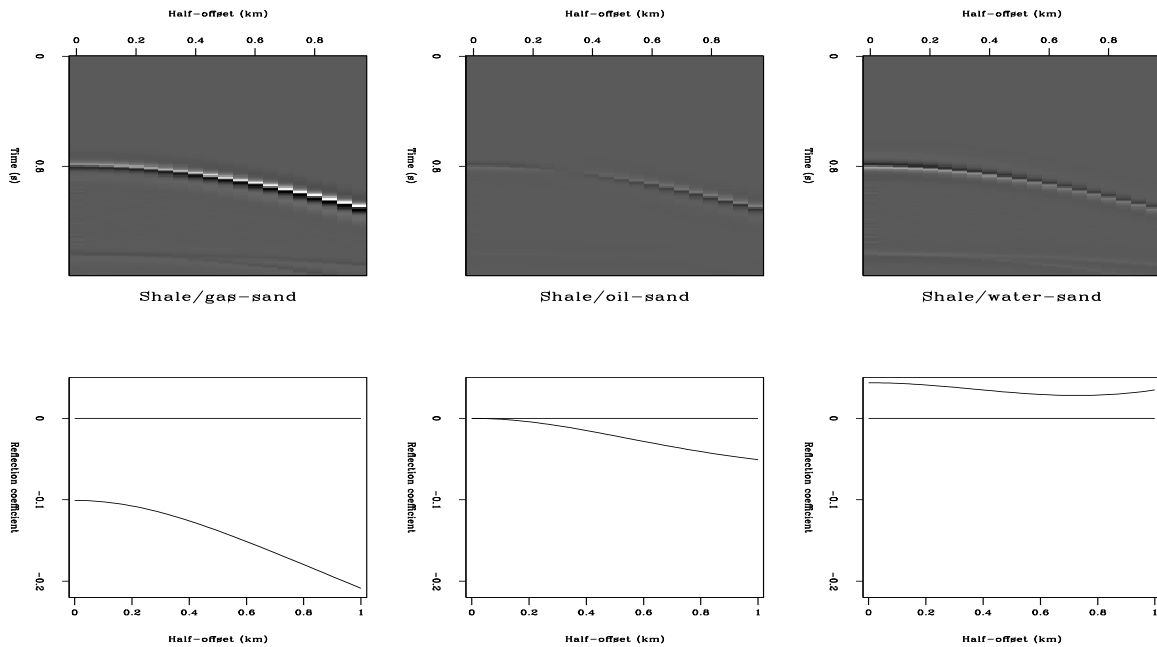 Half-offset (km)
0 0.2 0.4 0.6 0.8
0
0.8
Time (s)
Shale/gas-sand
Half-offset (km)
0 0.2 0.4 0.6 0.8
0
0.8
Time (s)
Shale/oil-sand
Half-offset (km)
0 0.2 0.4 0.6 0.8
0
0.8
Time (s)
Shale/water-sand
0
-0.1
-0.2
Reflection coefficient
0 0.2 0.4 0.6 0.8 1
Half-offset (km)
0
-0.1
-0.2
Reflection coefficient
0 0.2 0.4 0.6 0.8 1
Half-offset (km)
0
-0.1
-0.2
Reflection coefficient
0 0.2 0.4 0.6 0.8 1
Half-offset (km)